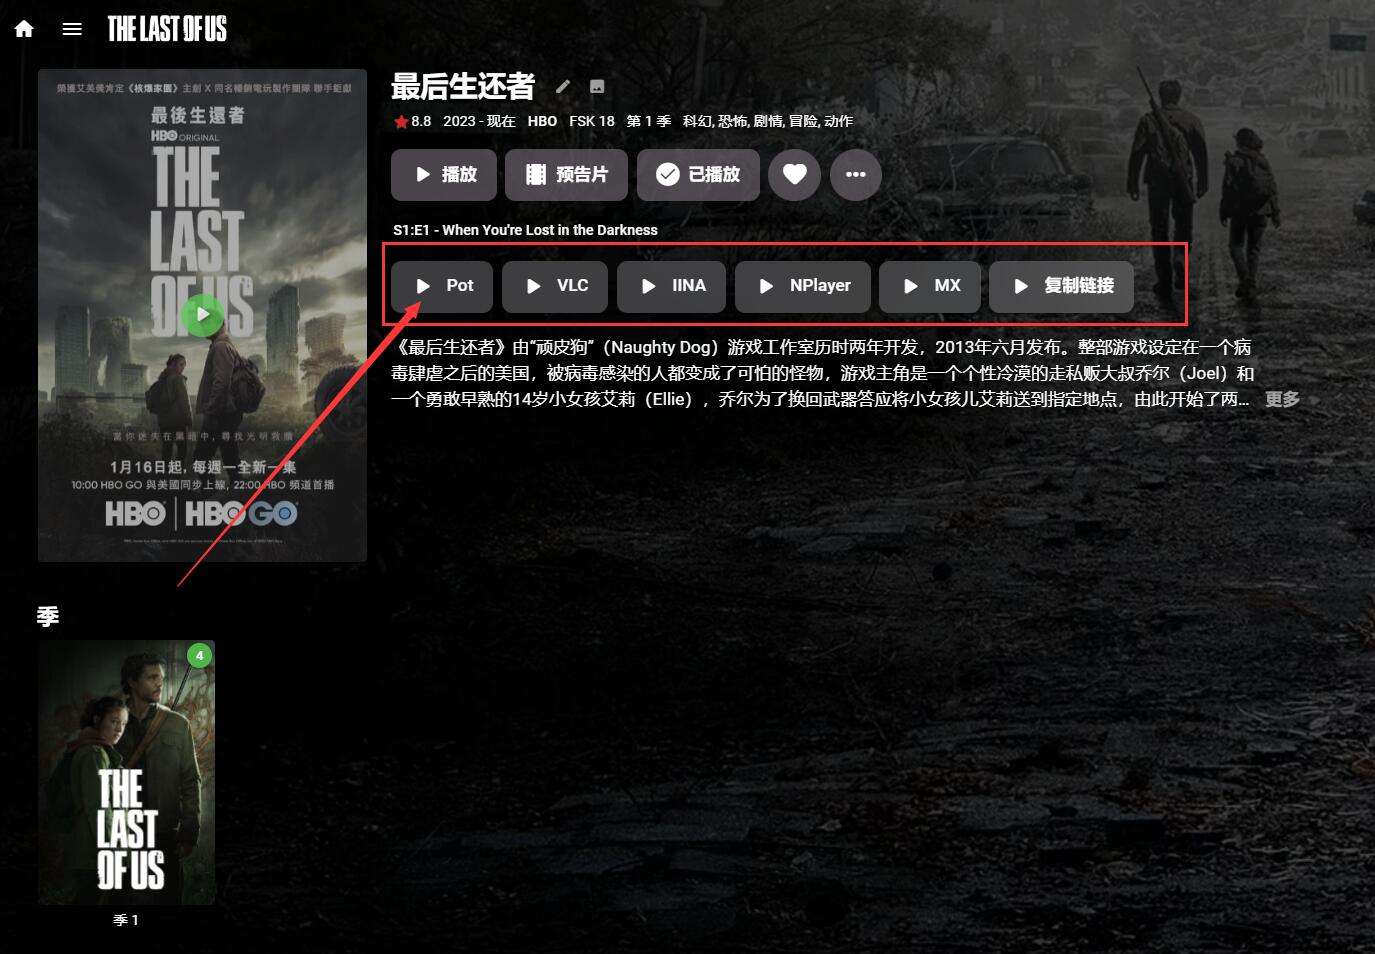 THE LAST OF US
榮獲艾美獎肯定《核爆家園》主創 X 同名暢銷電玩製作團隊 聯手鉅獻
最後生還者
HBO ORIGINAL
THE
LAST
OF US
當你迷失在黑暗中,尋找光明救贖
1月16日起, 每週一全新一集
10:00 HBO GO 與美國同步上線, 22:00 HBO 頻道首播
HBO HBO GO
最后生还者
8.8 2023 - 现在 HBO FSK 18 第 1 季 科幻, 恐怖, 剧情, 冒险, 动作
播放 预告片 已播放
S1:E1 - When You're Lost in the Darkness
Pot VLC IINA NPlayer MX 复制链接
《最后生还者》由“顽皮狗”（Naughty Dog）游戏工作室历时两年开发，2013年六月发布。整部游戏设定在一个病
毒肆虐之后的美国，被病毒感染的人都变成了可怕的怪物，游戏主角是一个个性冷漠的走私贩大叔乔尔（Joel）和
一个勇敢早熟的14岁小女孩艾莉（Ellie），乔尔为了换回武器答应将小女孩儿艾莉送到指定地点，由此开始了两... 更多
季
4
THE
LAST
OF US
季 1